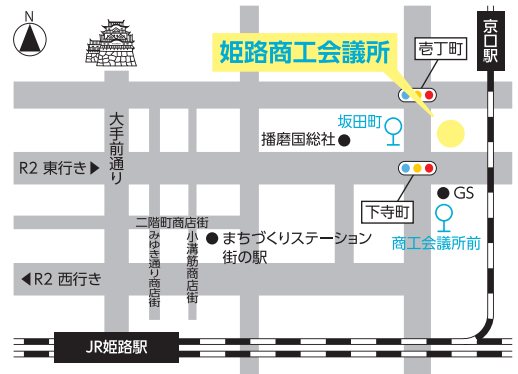 N
京口駅
壱丁町
姫路商工会議所
坂田町
大手前通り
播磨国総社
R2 東行き
GS
下寺町
二階町商店街
商工会議所前
みゆき通り商店街
小溝筋商店街
まちづくりステーション
街の駅
R2 西行き
JR姫路駅